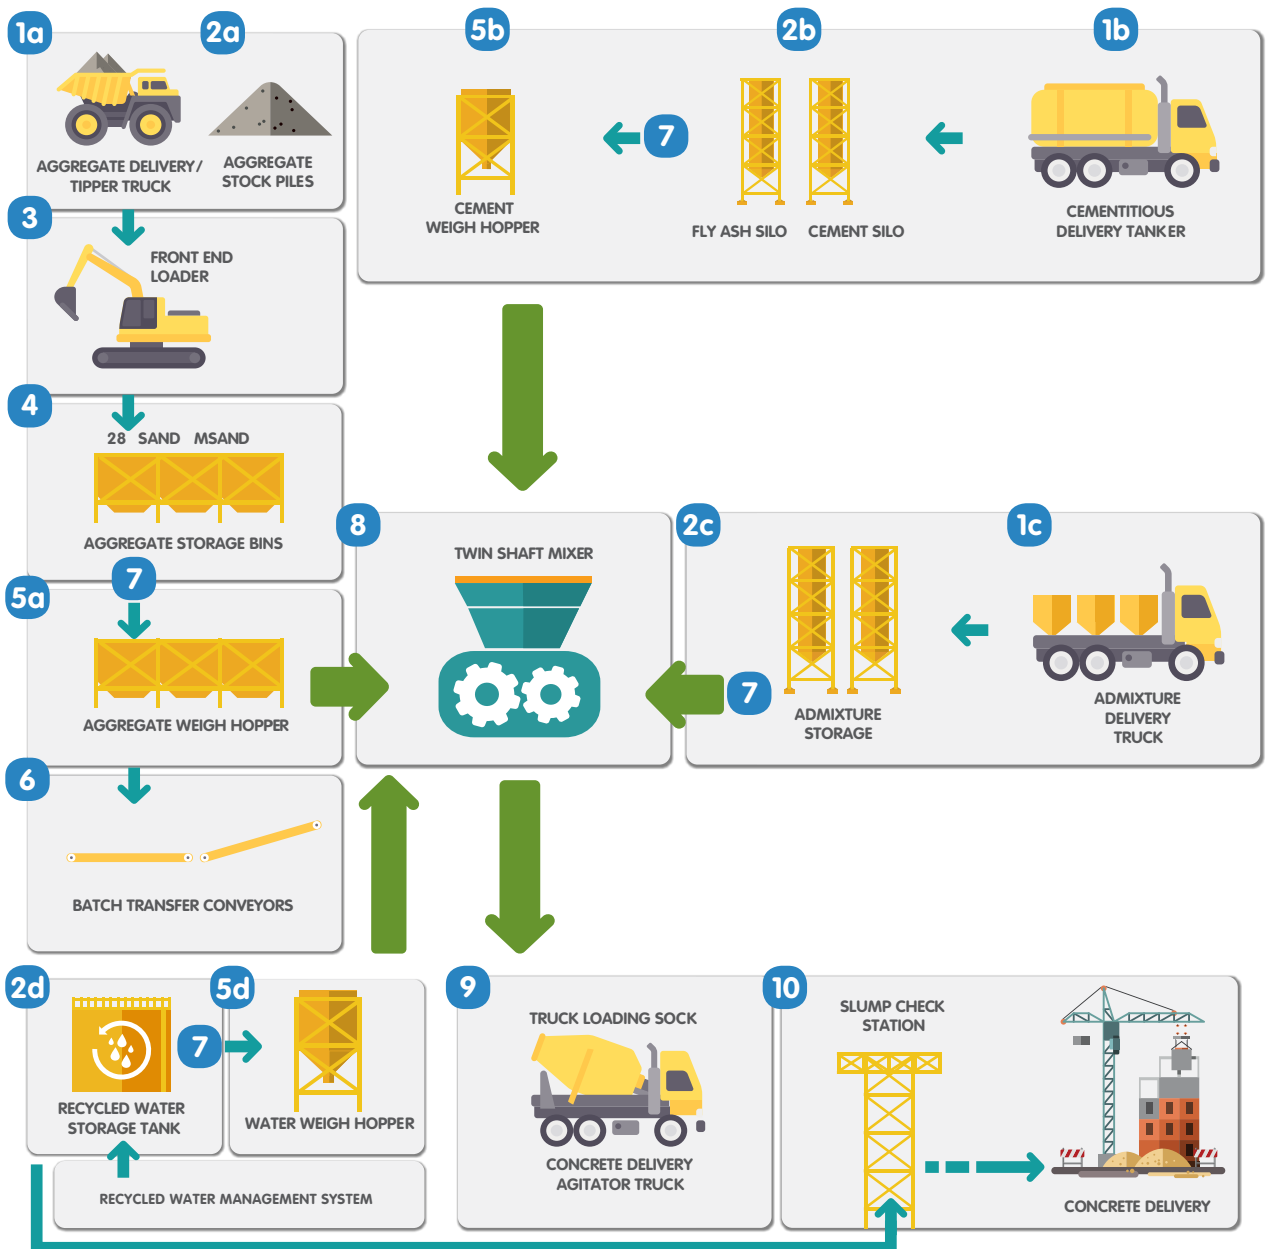 1a
2a
AGGREGATE DELIVERY/
TIPPER TRUCK
AGGREGATE
STOCK PILES
5b
2b
1b
7
CEMENT
WEIGH HOPPER
FLY ASH SILO
CEMENT SILO
CEMENTITIOUS
DELIVERY TANKER
3
FRONT END
LOADER
4
28 SAND MSAND
AGGREGATE STORAGE BINS
5a
7
AGGREGATE WEIGH HOPPER
8
TWIN SHAFT MIXER
2c
1c
7
ADMIXTURE
STORAGE
ADMIXTURE
DELIVERY
TRUCK
6
BATCH TRANSFER CONVEYORS
2d
7
RECYCLED WATER
STORAGE TANK
5d
WATER WEIGH HOPPER
RECYCLED WATER MANAGEMENT SYSTEM
9
TRUCK LOADING SOCK
CONCRETE DELIVERY
AGITATOR TRUCK
10
SLUMP CHECK
STATION
CONCRETE DELIVERY